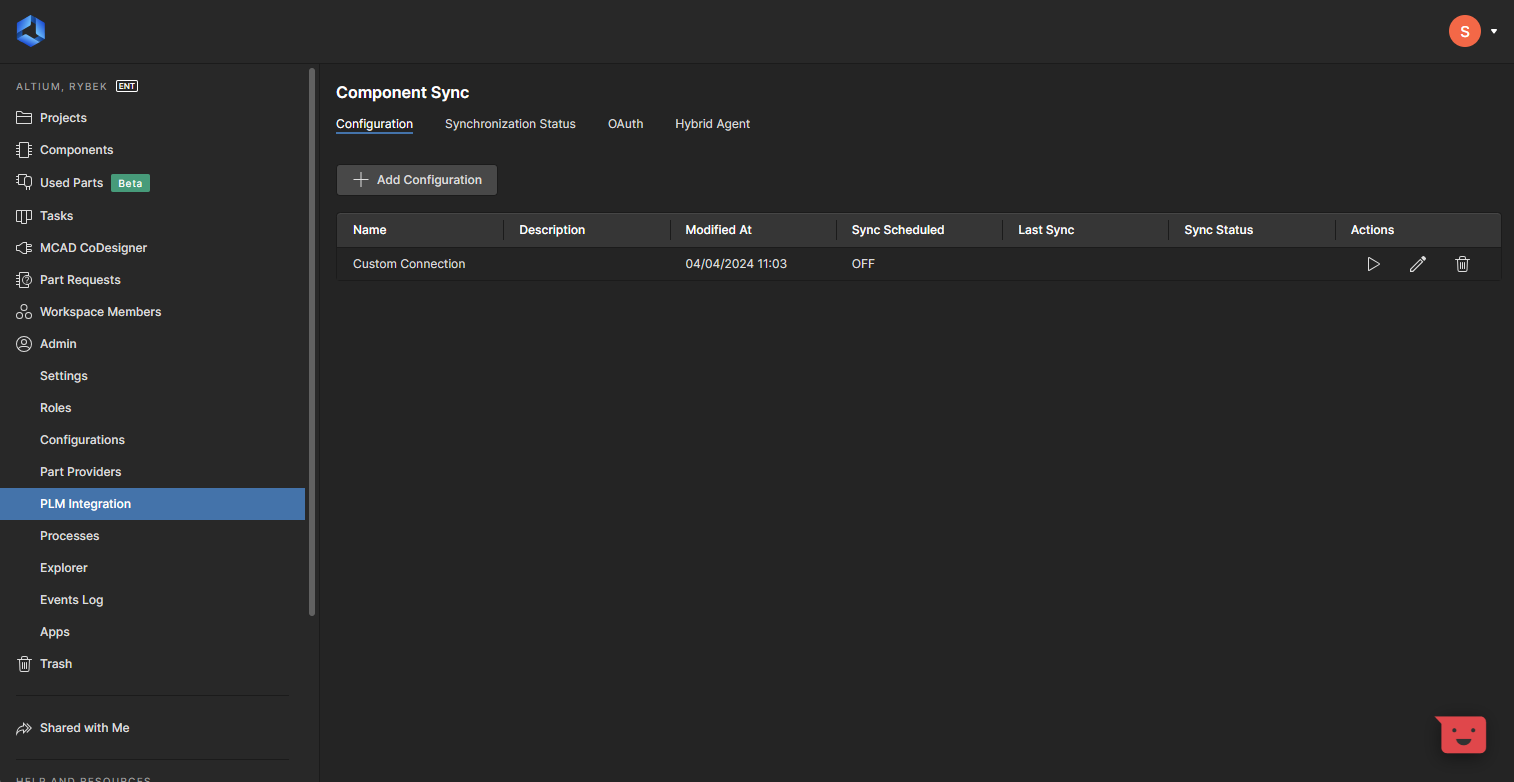 S
ALTIUM, RYBEK ENT
Projects
Components
Used Parts Beta
Tasks
MCAD CoDesigner
Part Requests
Workspace Members
Admin
Settings
Roles
Configurations
Part Providers
PLM Integration
Processes
Explorer
Events Log
Apps
Trash
Shared with Me
HELP AND RESOURCES
Component Sync
Configuration Synchronization Status OAuth Hybrid Agent
Add Configuration
Name Description Modified At Sync Scheduled Last Sync Sync Status Actions
Custom Connection 04/04/2024 11:03 OFF